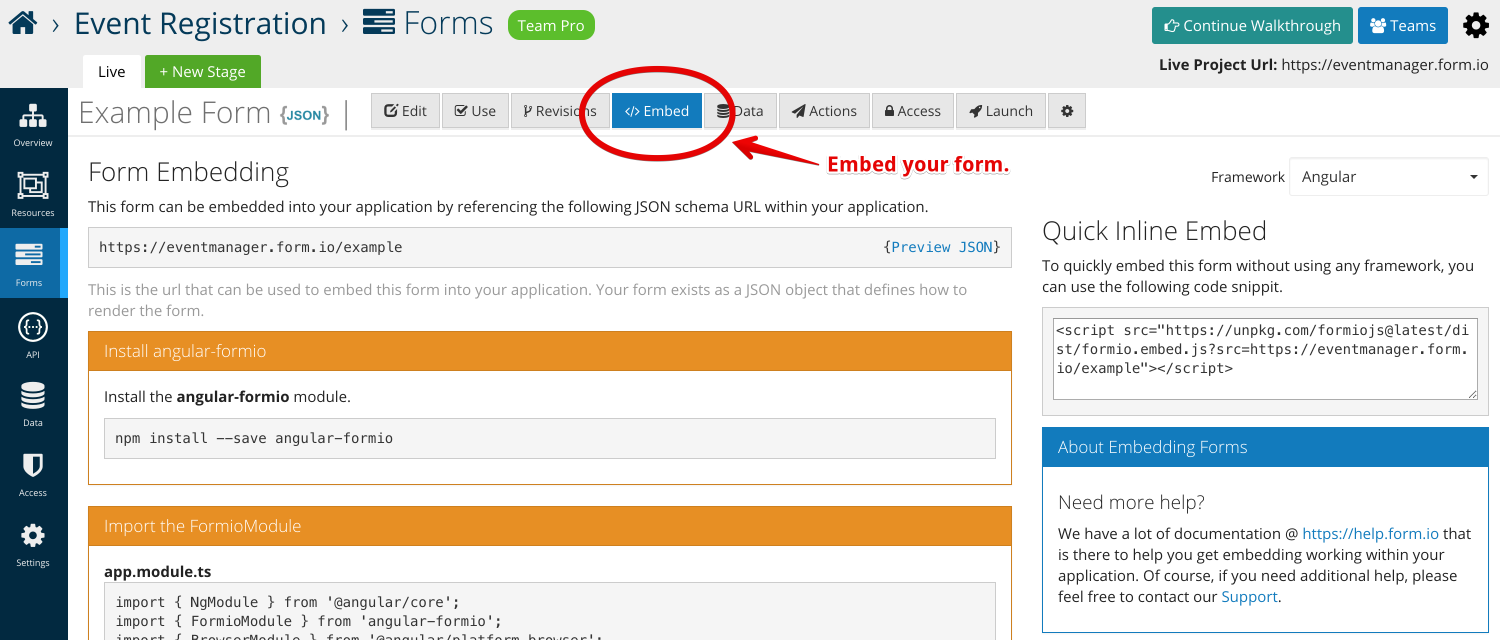 Event Registration
Forms
Team Pro
Continue Walkthrough
Teams
Live
+ New Stage
Live Project Url: https://eventmanager.form.io
Overview
Resources
Forms
API
Data
Access
Settings
Example Form {JSON}
Edit
Use
Revisions
</> Embed
Data
Actions
Access
Launch
Embed your form.
Form Embedding
This form can be embedded into your application by referencing the following JSON schema URL within your application.
https://eventmanager.form.io/example
{Preview JSON}
This is the url that can be used to embed this form into your application. Your form exists as a JSON object that defines how to
render the form.
Install angular-formio
Install the angular-formio module.
npm install --save angular-formio
Import the FormioModule
app.module.ts
import { NgModule } from '@angular/core';
import { FormioModule } from 'angular-formio';
import { BrowserModule } from '@angular/platform-browser';
Framework
Angular
Quick Inline Embed
To quickly embed this form without using any framework, you
can use the following code snippit.
<script src="https://unpkg.com/formiojs@latest/di
st/formio.embed.js?src=https://eventmanager.form.
io/example"></script>
About Embedding Forms
Need more help?
We have a lot of documentation @ https://help.form.io that
is there to help you get embedding working within your
application. Of course, if you need additional help, please
feel free to contact our Support.